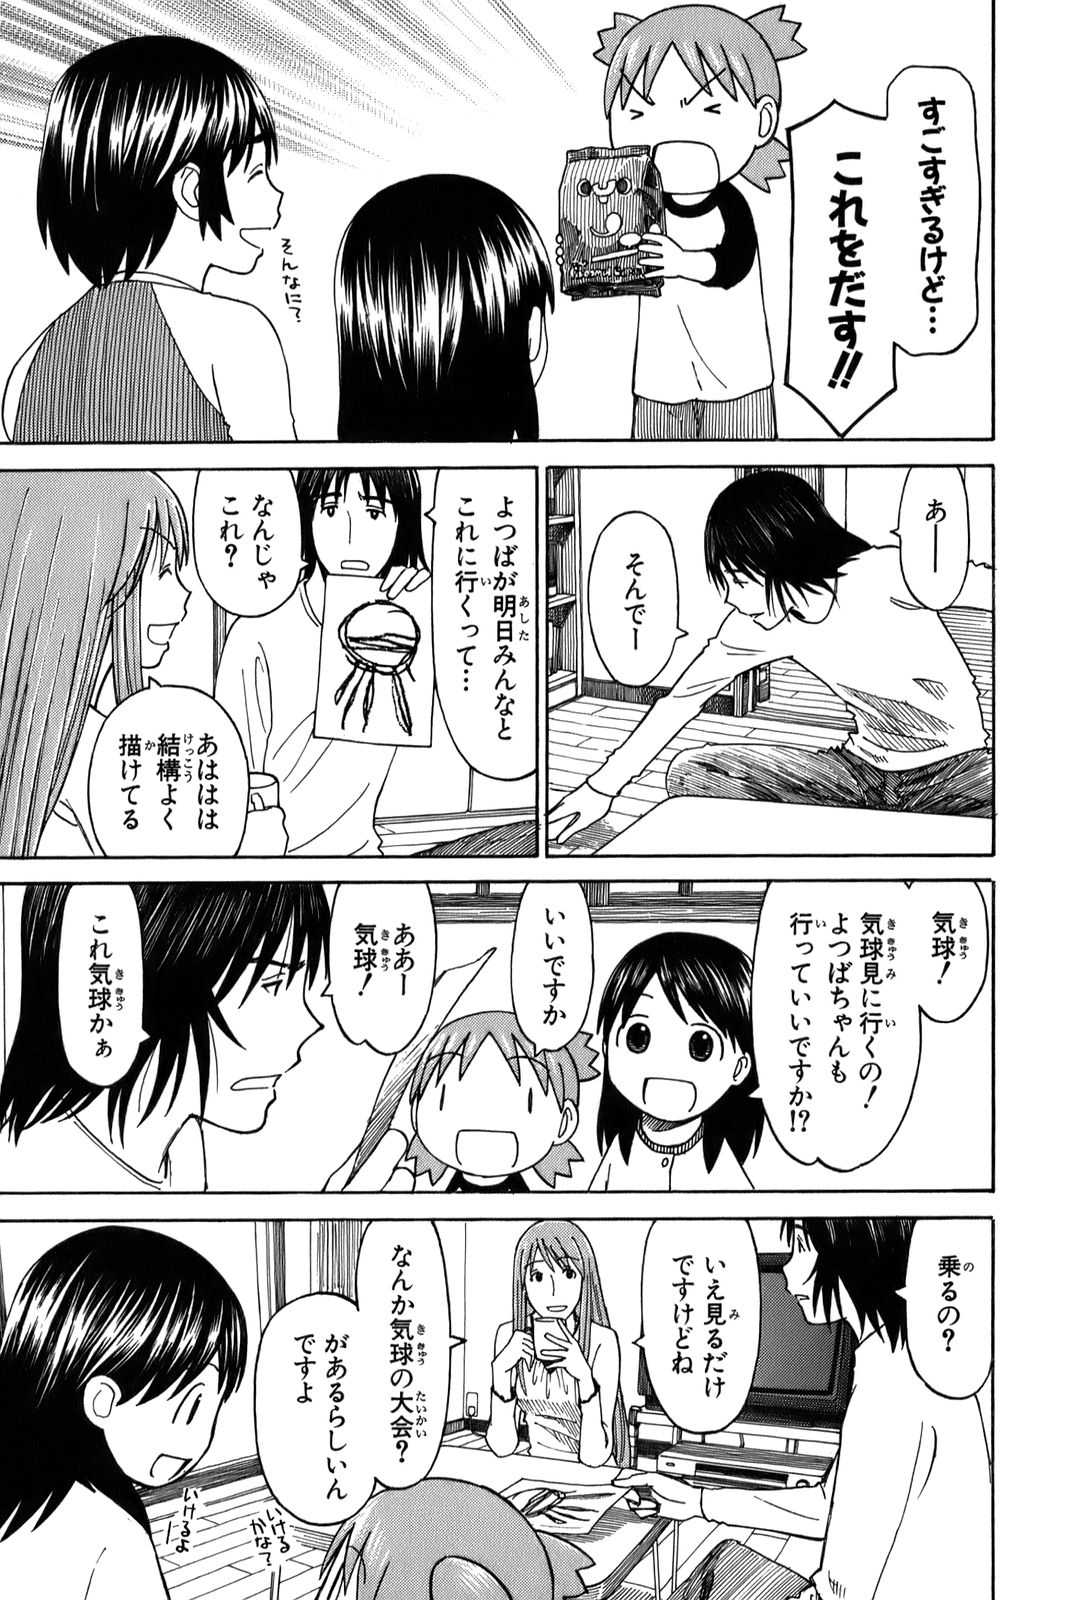 すごすぎるけど…
これをだす!!
そんなに?
あー
そんでー
よつばが明日みんなと
これに行くって…
なんじゃ
これ?
あははは
結構よく
描けてる
気球!
気球見に行くの!
よつばちゃんも
行っていいですか!?
いいですか
ああー
気球!
これ気球かぁ
乗るの?
いえ見るだけ
ですけどね
なんか気球の大会?
があるらしいん
ですよ
いける
かな?
いけるよー